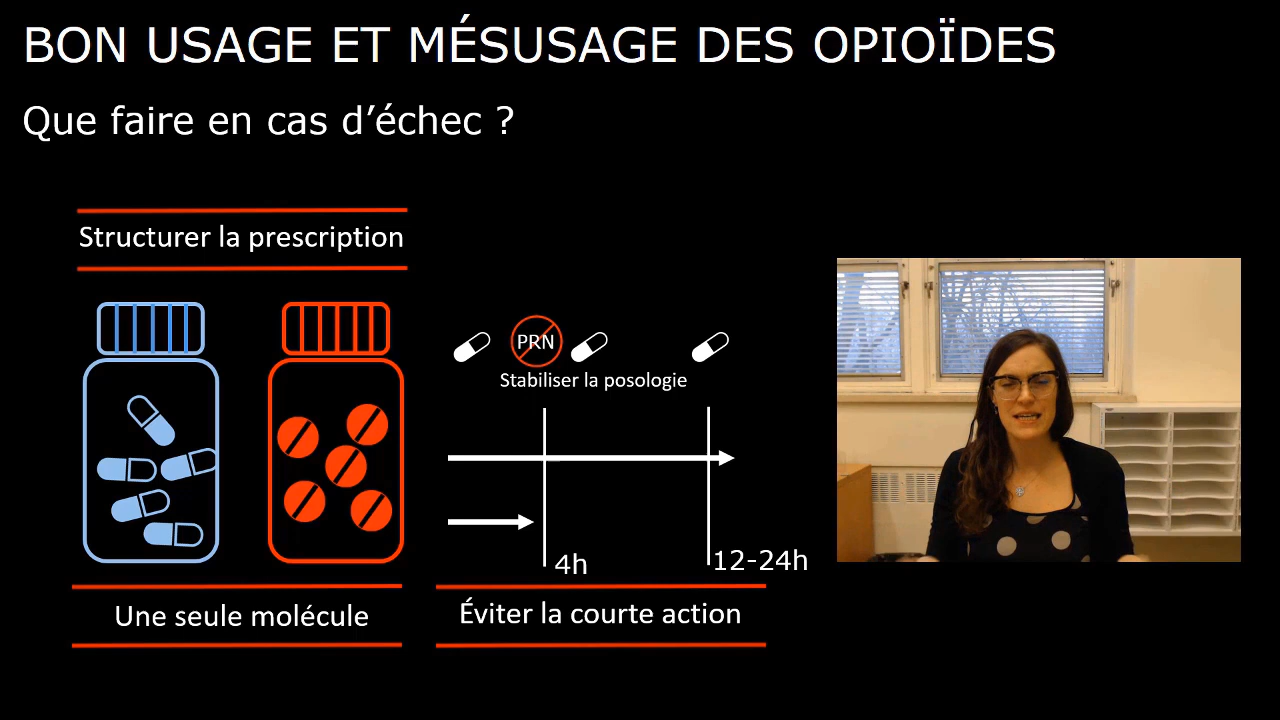 BON USAGE ET MÉSUSAGE DES OPIOÏDES
Que faire en cas d’échec ?
Structurer la prescription
PRN
Stabiliser la posologie
4h
12-24h
Une seule molécule
Éviter la courte action